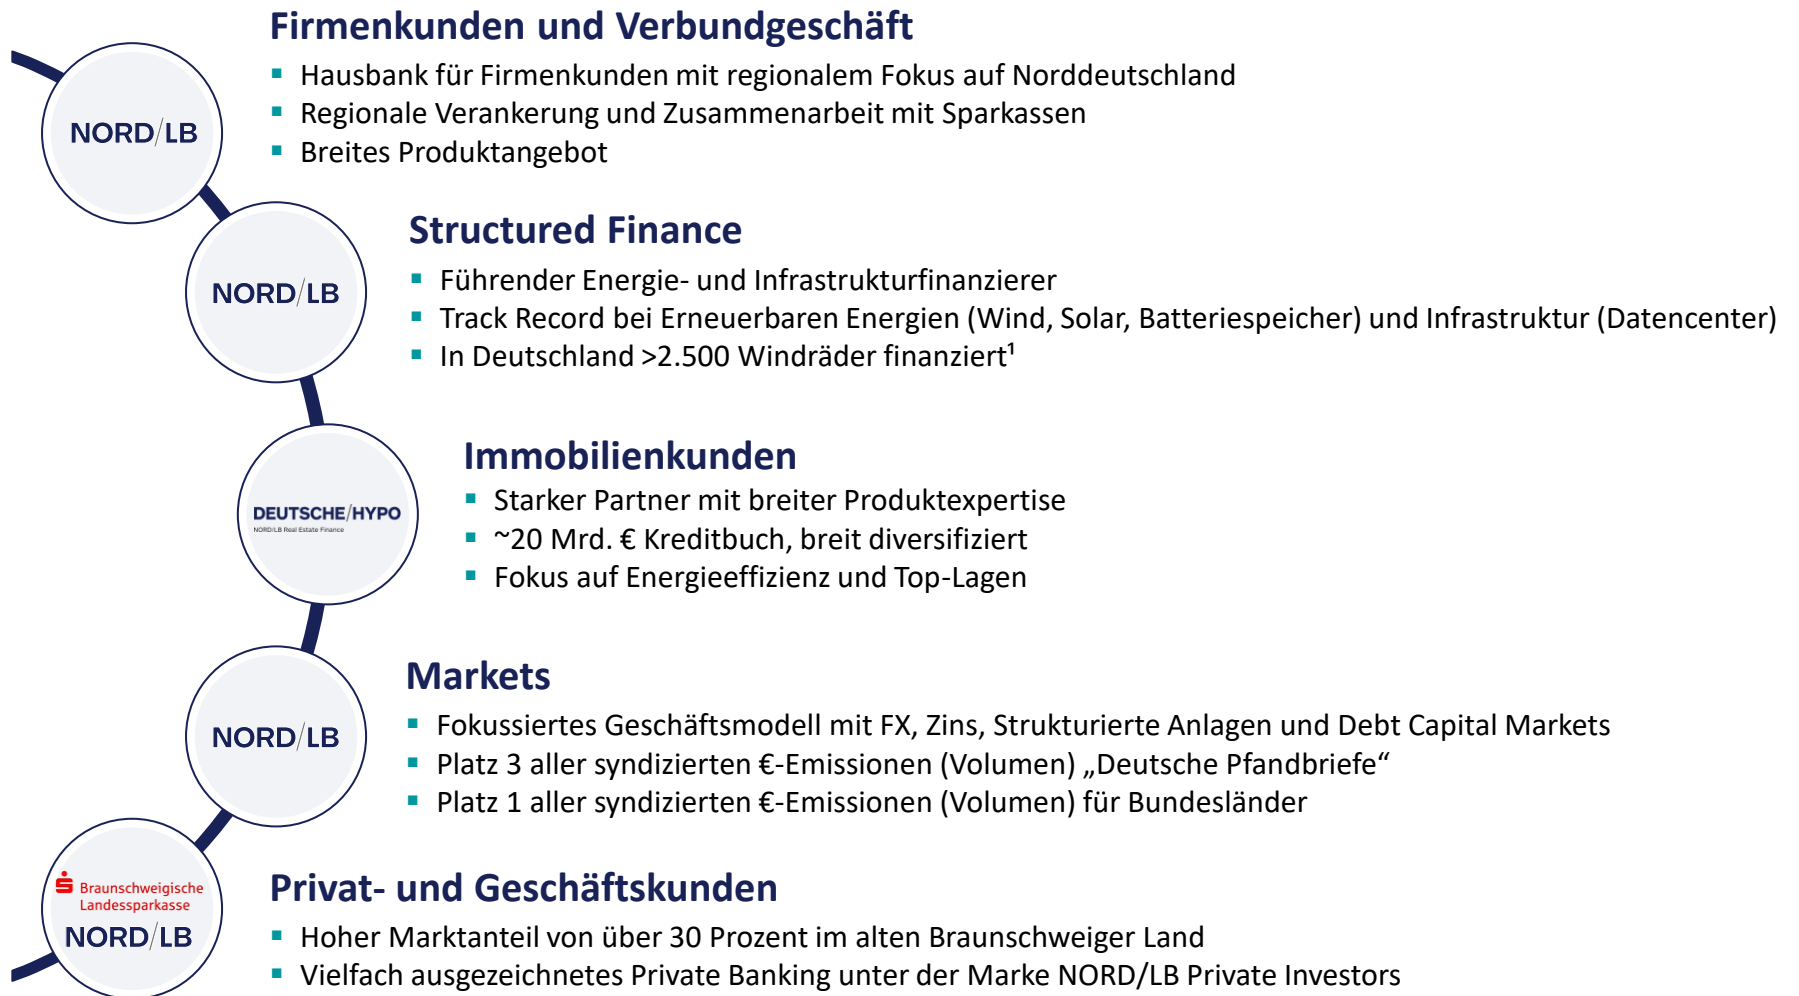 Firmenkunden und Verbundgeschäft
▪ Hausbank für Firmenkunden mit regionalem Fokus auf Norddeutschland
▪ Regionale Verankerung und Zusammenarbeit mit Sparkassen
▪ Breites Produktangebot
NORD/LB
Structured Finance
▪ Führender Energie- und Infrastrukturfinanzierer
▪ Track Record bei Erneuerbaren Energien (Wind, Solar, Batteriespeicher) und Infrastruktur (Datencenter)
▪ In Deutschland >2.500 Windräder finanziert¹
NORD/LB
Immobilienkunden
▪ Starker Partner mit breiter Produktexpertise
▪ ~20 Mrd. € Kreditbuch, breit diversifiziert
▪ Fokus auf Energieeffizienz und Top-Lagen
DEUTSCHE/HYPO
NORD/LB Real Estate Finance
Markets
▪ Fokussiertes Geschäftsmodell mit FX, Zins, Strukturierte Anlagen und Debt Capital Markets
▪ Platz 3 aller syndizierten €-Emissionen (Volumen) „Deutsche Pfandbriefe“
▪ Platz 1 aller syndizierten €-Emissionen (Volumen) für Bundesländer
NORD/LB
Privat- und Geschäftskunden
▪ Hoher Marktanteil von über 30 Prozent im alten Braunschweiger Land
▪ Vielfach ausgezeichnetes Private Banking unter der Marke NORD/LB Private Investors
Braunschweigische
Landessparkasse
NORD/LB